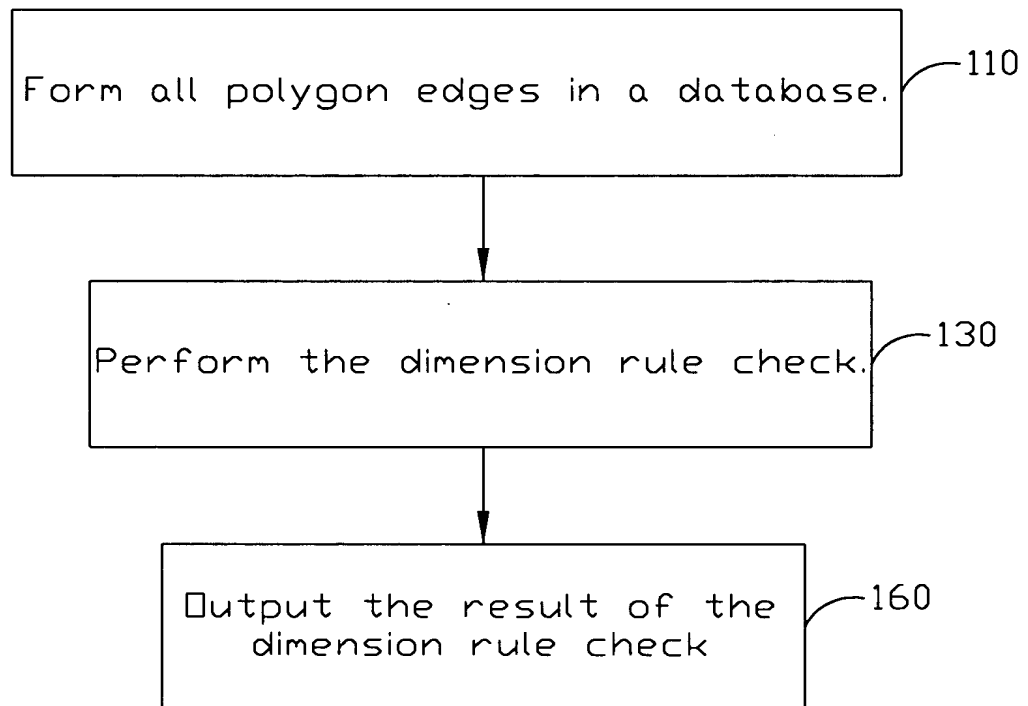 Form all polygon edges in a database.
110
Perform the dimension rule check.
130
Output the result of the
dimension rule check
160